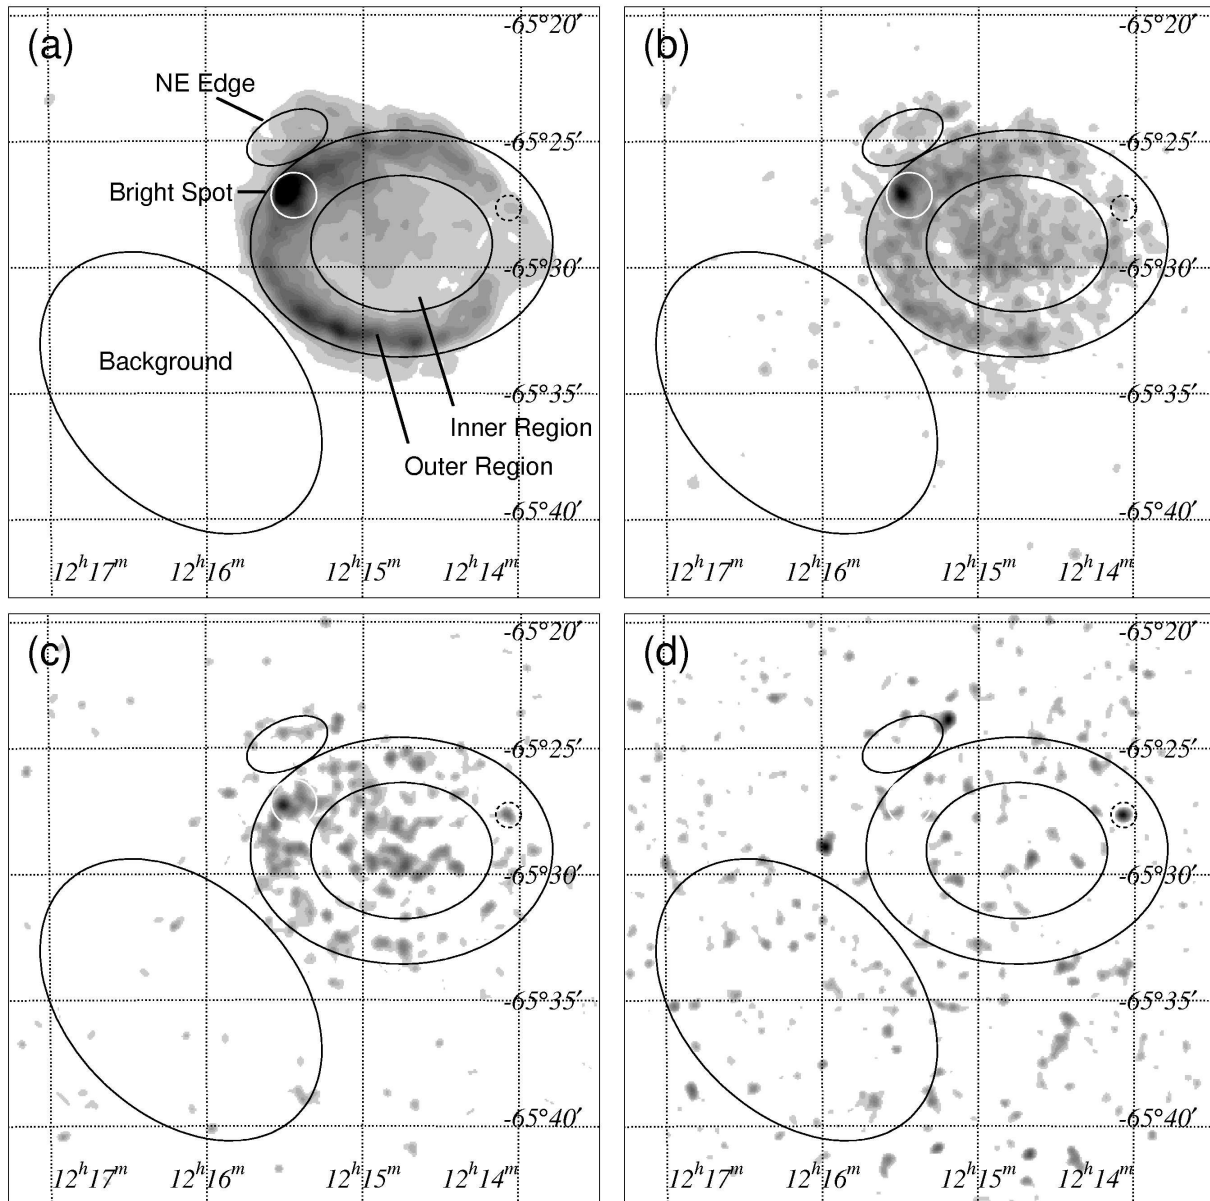 (a)
-65°20′
NE Edge
-65°25′
Bright Spot
-65°30′
Background
-65°35′
Inner Region
Outer Region
-65°40′
12ʰ17ᵐ 12ʰ16ᵐ 12ʰ15ᵐ 12ʰ14ᵐ
(b)
-65°20′
-65°25′
-65°30′
-65°35′
-65°40′
12ʰ17ᵐ 12ʰ16ᵐ 12ʰ15ᵐ 12ʰ14ᵐ
(c)
-65°20′
-65°25′
-65°30′
-65°35′
-65°40′
12ʰ17ᵐ 12ʰ16ᵐ 12ʰ15ᵐ 12ʰ14ᵐ
(d)
-65°20′
-65°25′
-65°30′
-65°35′
-65°40′
12ʰ17ᵐ 12ʰ16ᵐ 12ʰ15ᵐ 12ʰ14ᵐ